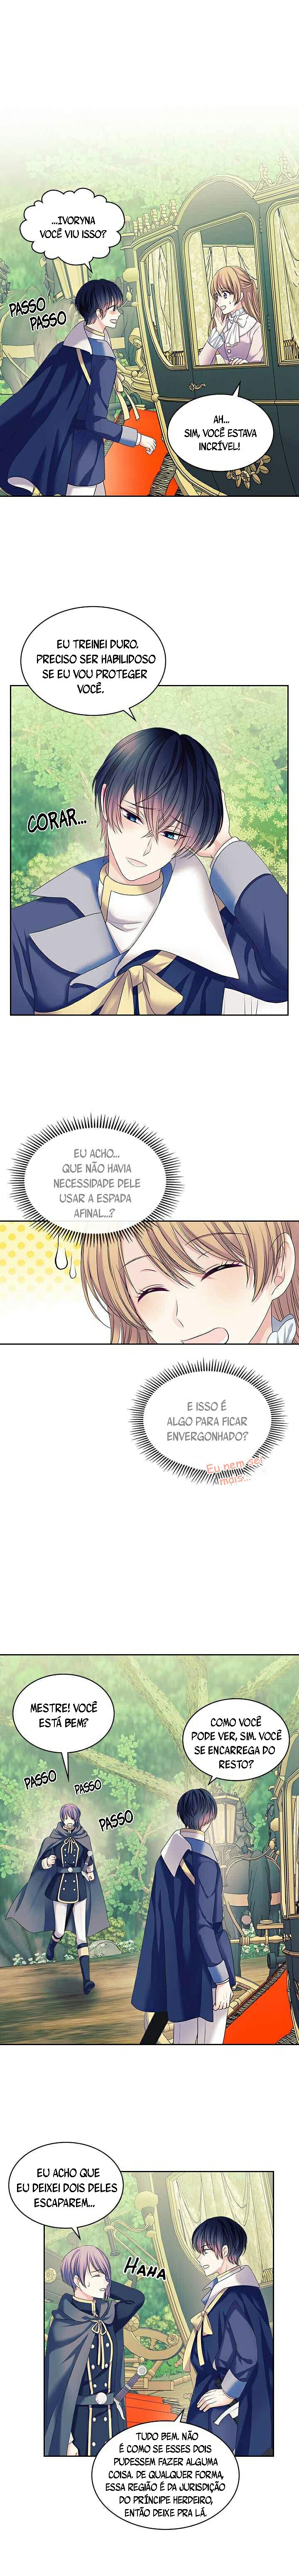 ...IVORYNA
VOCÊ VIU ISSO?
PASSO
PASSO
AH...
SIM, VOCÊ ESTAVA
INCRÍVEL!
EU TREINEI DURO.
PRECISO SER HABILIDOSO
SE EU VOU PROTEGER
VOCÊ.
CORAR...
EU ACHO...
QUE NÃO HAVIA
NECESSIDADE DELE
USAR A ESPADA
AFINAL...?
E ISSO É
ALGO PARA FICAR
ENVERGONHADO?
Eu nem sei
mais...
MESTRE! VOCÊ
ESTÁ BEM?
COMO VOCÊ
PODE VER, SIM. VOCÊ
SE ENCARREGA DO
RESTO?
PASSO
PASSO
PASSO
EU ACHO QUE
EU DEIXEI DOIS DELES
ESCAPAREM...
HAHA
TUDO BEM. NÃO
É COMO SE ESSES DOIS
PUDESSEM FAZER ALGUMA
COISA. DE QUALQUER FORMA,
ESSA REGIÃO É DA JURISDIÇÃO
DO PRÍNCIPE HERDEIRO,
ENTÃO DEIXE PRA LÁ.